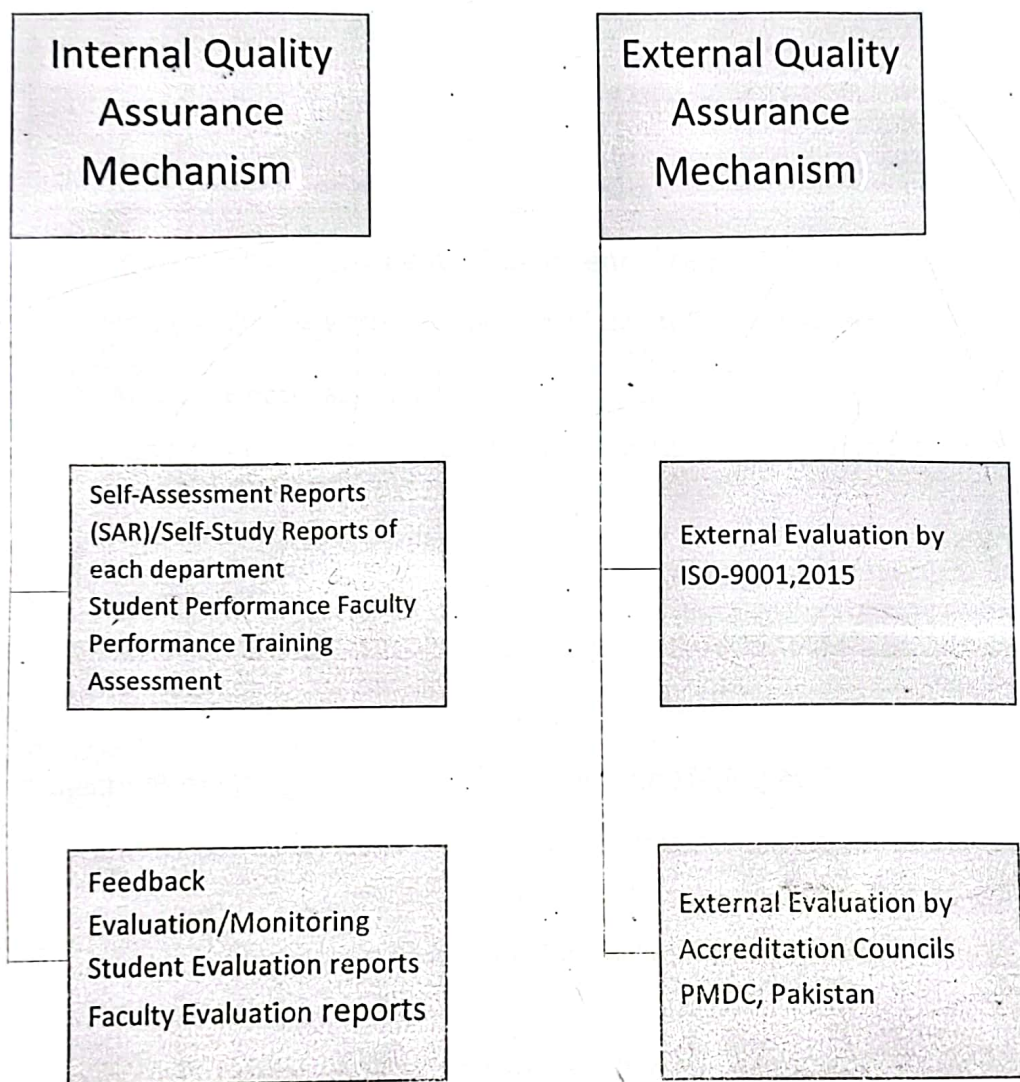 Internal Quality
Assurance
Mechanism
Self-Assessment Reports
(SAR)/Self-Study Reports of
each department
Student Performance Faculty
Performance Training
Assessment
Feedback
Evaluation/Monitoring
Student Evaluation reports
Faculty Evaluation reports
External Quality
Assurance
Mechanism
External Evaluation by
ISO-9001,2015
External Evaluation by
Accreditation Councils
PMDC, Pakistan